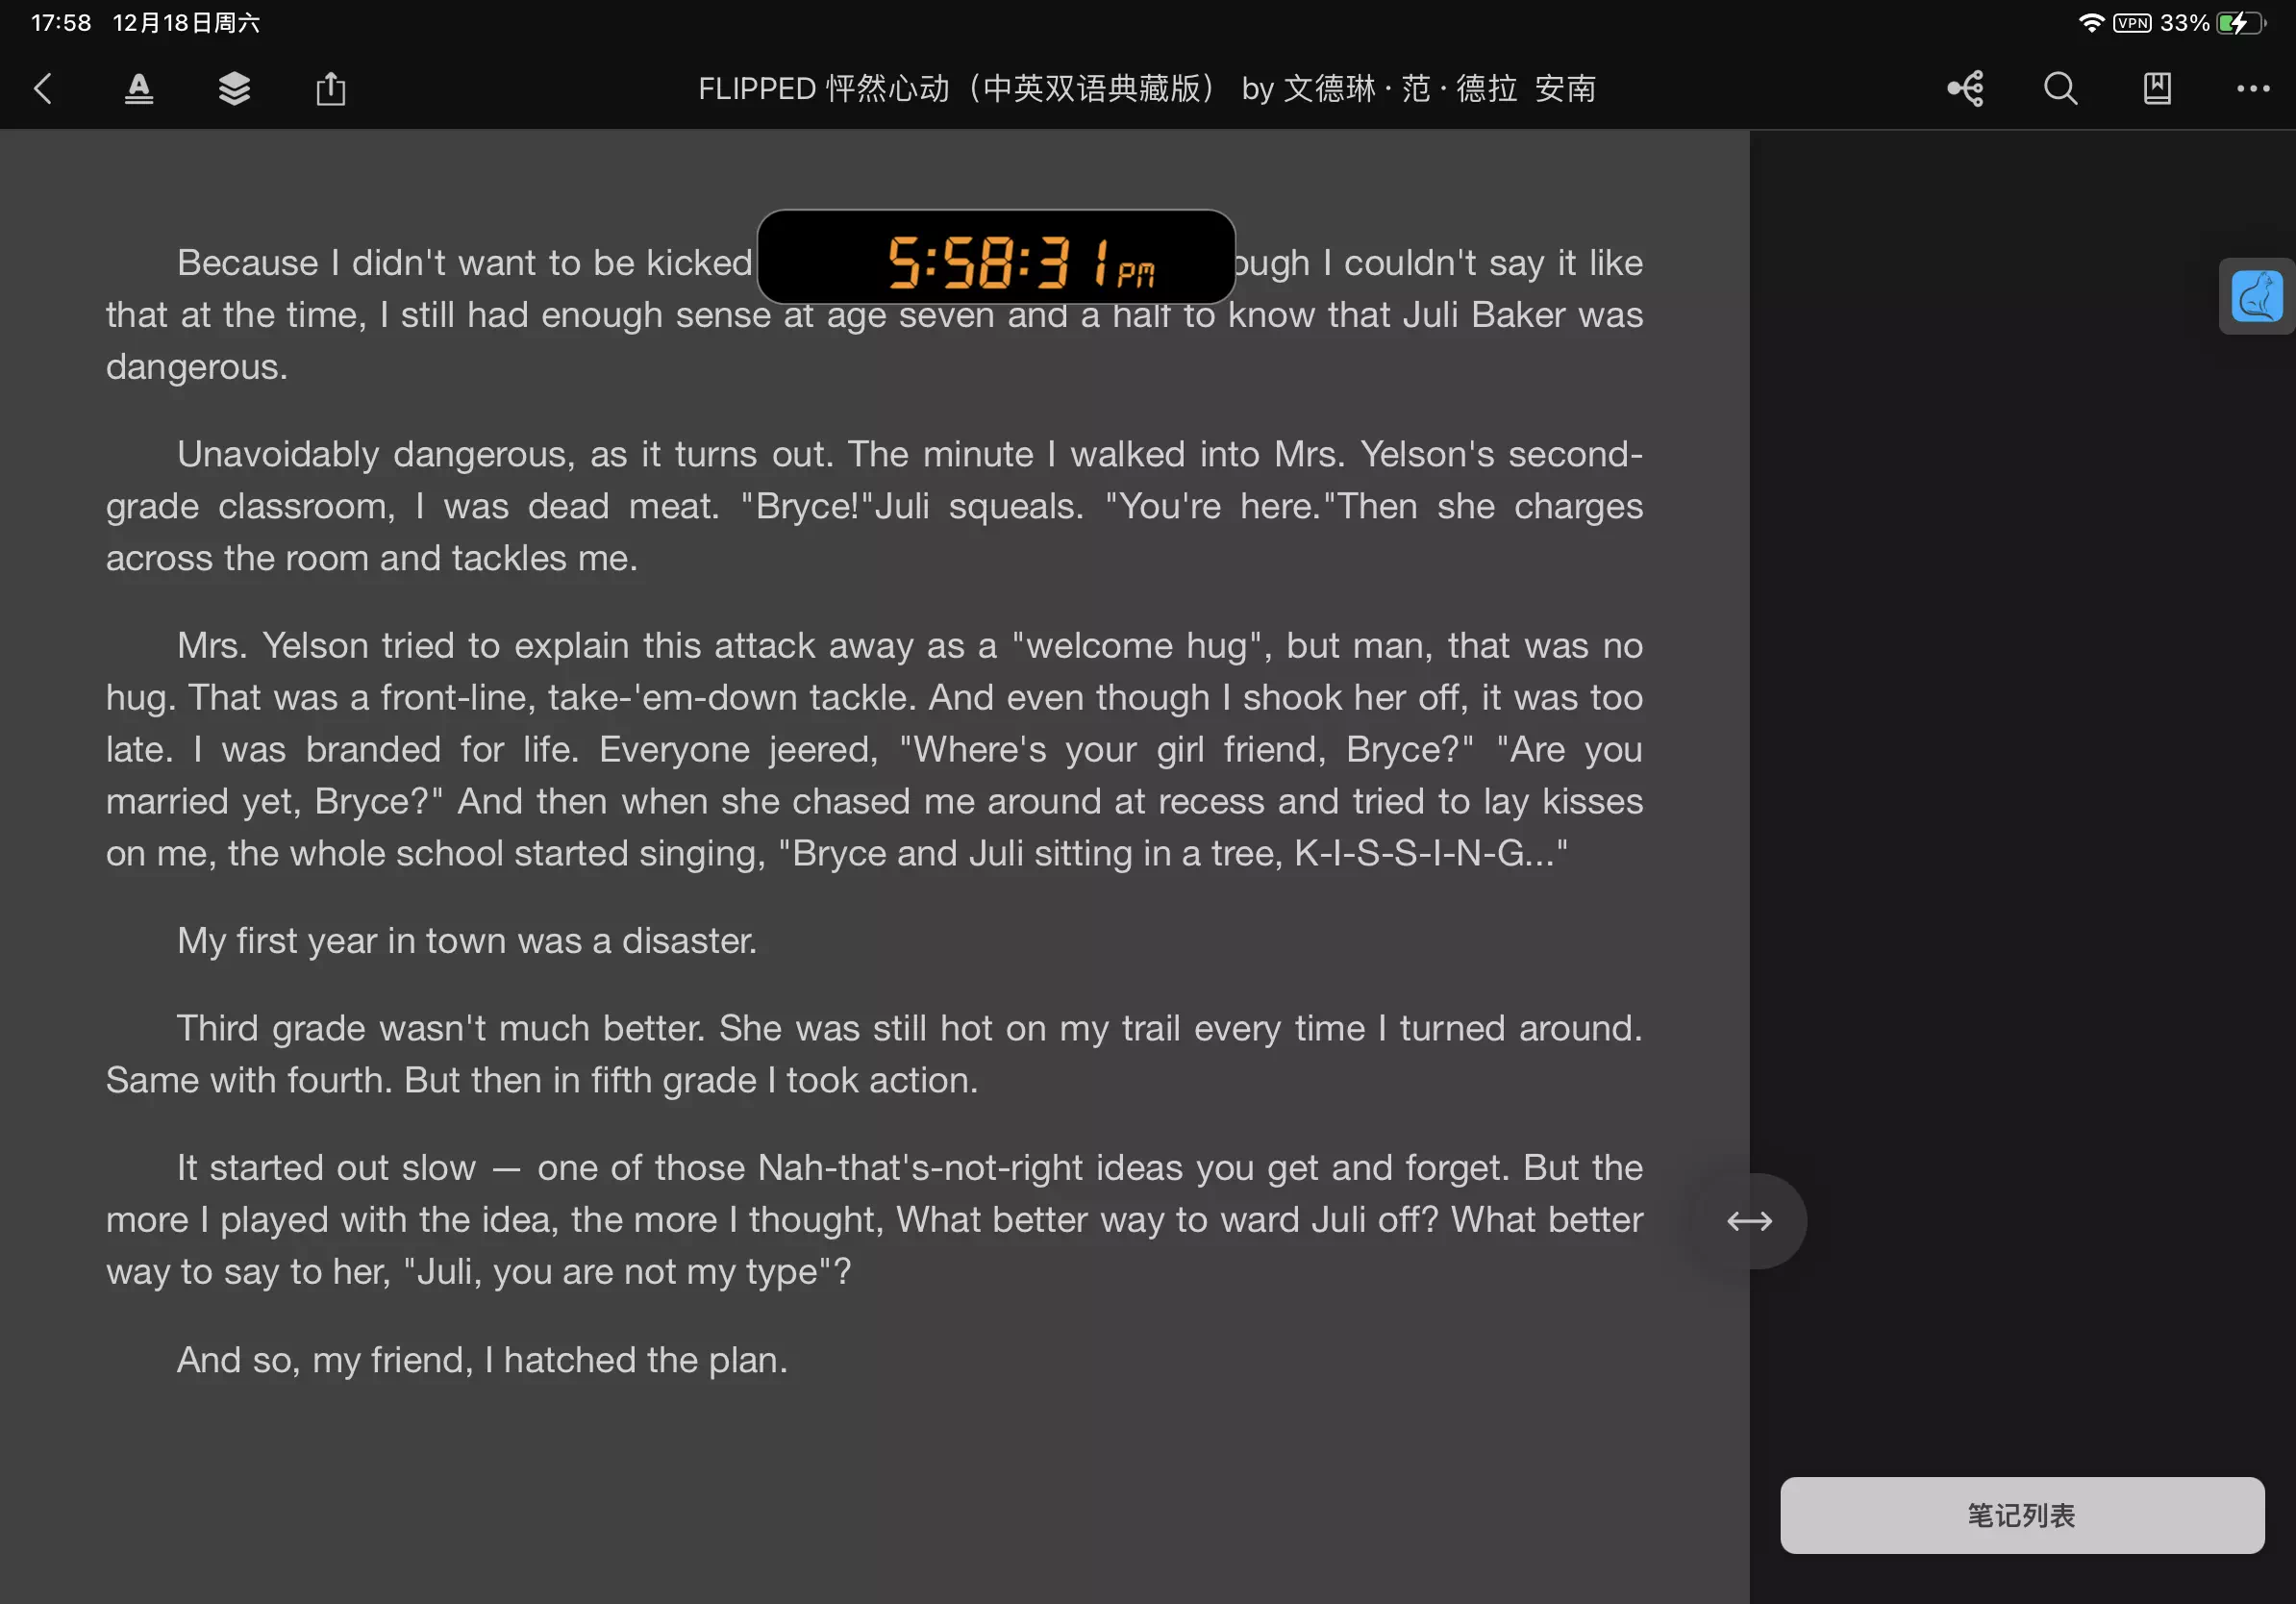 17:58 12月18日周六
VPN 33%
FLIPPED 怦然心动（中英双语典藏版） by 文德琳 · 范 · 德拉 安南
5:58:31 PM
Because I didn't want to be kicked I couldn't say it like
that at the time, I still had enough sense at age seven and a half to know that Juli Baker was
dangerous.
Unavoidably dangerous, as it turns out. The minute I walked into Mrs. Yelson's second-
grade classroom, I was dead meat. "Bryce!"Juli squeals. "You're here."Then she charges
across the room and tackles me.
Mrs. Yelson tried to explain this attack away as a "welcome hug", but man, that was no
hug. That was a front-line, take-'em-down tackle. And even though I shook her off, it was too
late. I was branded for life. Everyone jeered, "Where's your girl friend, Bryce?" "Are you
married yet, Bryce?" And then when she chased me around at recess and tried to lay kisses
on me, the whole school started singing, "Bryce and Juli sitting in a tree, K-I-S-S-I-N-G..."
My first year in town was a disaster.
Third grade wasn't much better. She was still hot on my trail every time I turned around.
Same with fourth. But then in fifth grade I took action.
It started out slow — one of those Nah-that's-not-right ideas you get and forget. But the
more I played with the idea, the more I thought, What better way to ward Juli off? What better
way to say to her, "Juli, you are not my type"?
And so, my friend, I hatched the plan.
笔记列表